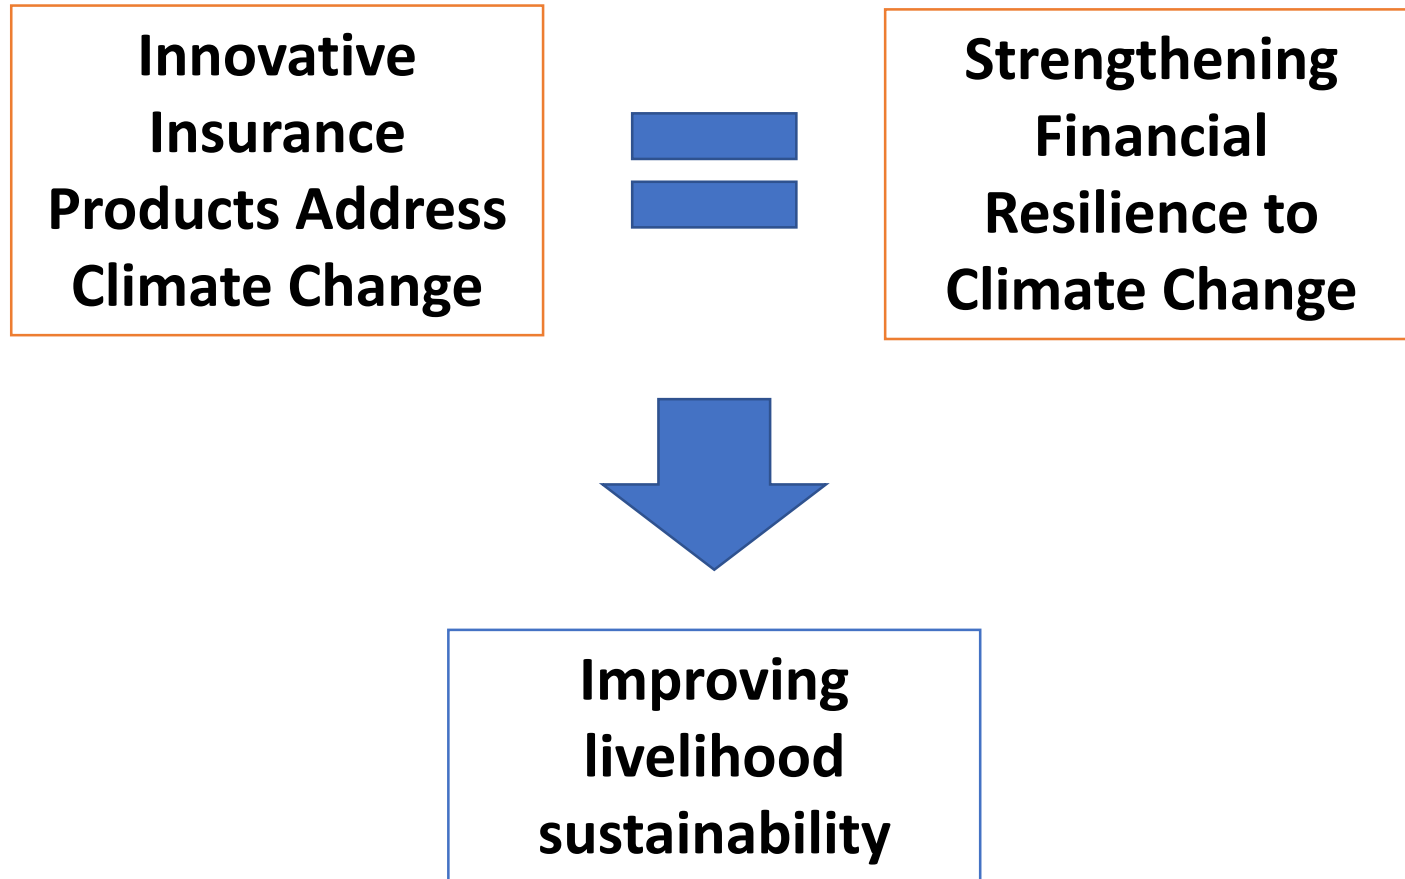 Innovative
Insurance
Products Address
Climate Change
Strengthening
Financial
Resilience to
Climate Change
Improving
livelihood
sustainability